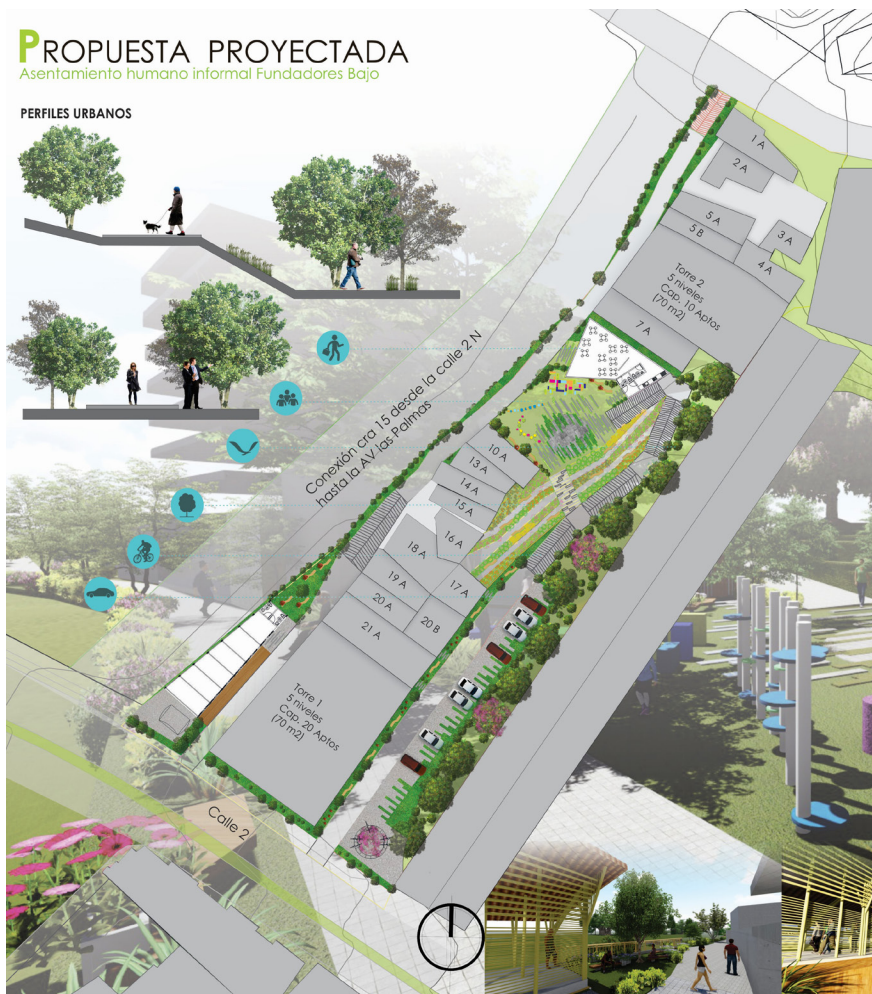 PROPUESTA PROYECTADA
Asentamiento humano informal Fundadores Bajo
PERFILES URBANOS
1 A
2 A
3 A
5 A
5 B
4 A
Torre 2
5 niveles
Cap. 10 Aptos
(70 m2)
7 A
Conexión cra 15 desde la calle 2 N
hasta la AV las Palmas
10 A
13 A
14 A
15 A
16 A
18 A
17 A
19 A
20 A
20 B
21 A
Torre 1
5 niveles
Cap. 20 Aptos
(70 m2)
Calle 2